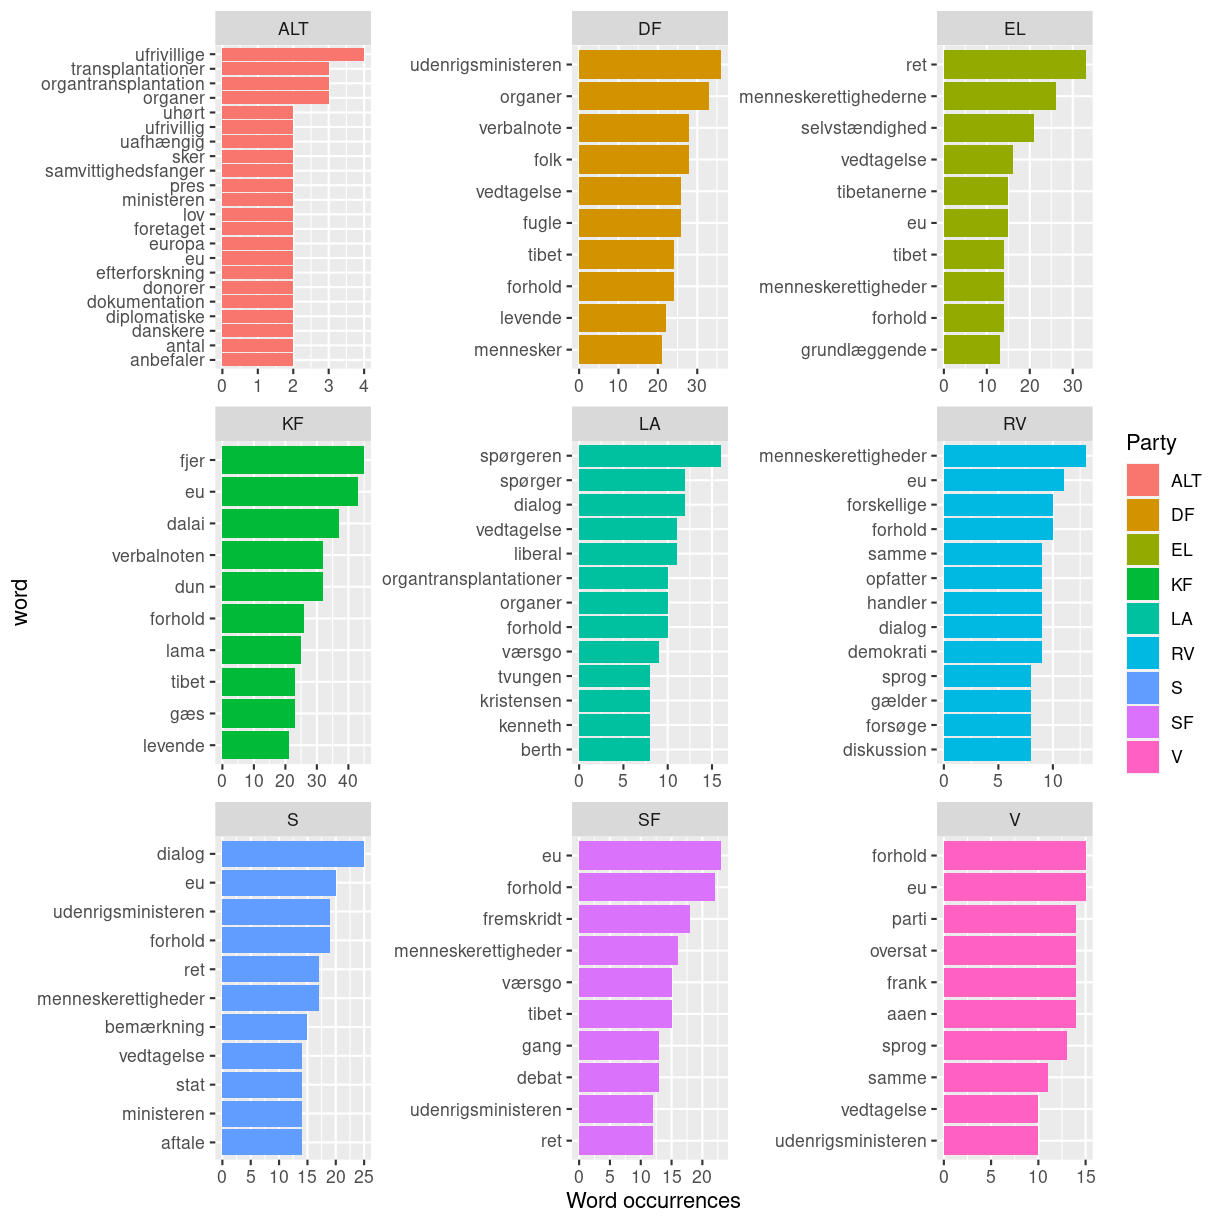 ALT
ufrivillige
transplantationer
organtransplantation
organer
uhørt
ufrivillig
uafhængig
sker
samvittighedsfanger
pres
ministeren
lov
foretaget
europa
eu
efterforskning
donorer
dokumentation
diplomatiske
danskere
antal
anbefaler
0 1 2 3 4
DF
udenrigsministeren
organer
verbalnote
folk
vedtagelse
fugle
tibet
forhold
levende
mennesker
0 10 20 30
EL
ret
menneskerettighederne
selvstændighed
vedtagelse
tibetanerne
eu
tibet
menneskerettigheder
forhold
grundlæggende
0 10 20 30
word
KF
fjer
eu
dalai
verbalnoten
dun
forhold
lama
tibet
gæs
levende
0 10 20 30 40
LA
spørgeren
spørger
dialog
vedtagelse
liberal
organtransplantationer
organer
forhold
værsgo
tvungen
kristensen
kenneth
berth
0 5 10 15
RV
menneskerettigheder
eu
forskellige
forhold
samme
opfatter
handler
dialog
demokrati
sprog
gælder
forsøge
diskussion
0 5 10
Party
ALT
DF
EL
KF
LA
RV
S
SF
V
S
dialog
eu
udenrigsministeren
forhold
ret
menneskerettigheder
bemærkning
vedtagelse
stat
ministeren
aftale
0 5 10 15 20 25
SF
eu
forhold
fremskridt
menneskerettigheder
værsgo
tibet
gang
debat
udenrigsministeren
ret
0 5 10 15 20
V
forhold
eu
parti
oversat
frank
aaen
sprog
samme
vedtagelse
udenrigsministeren
0 5 10 15
Word occurrences